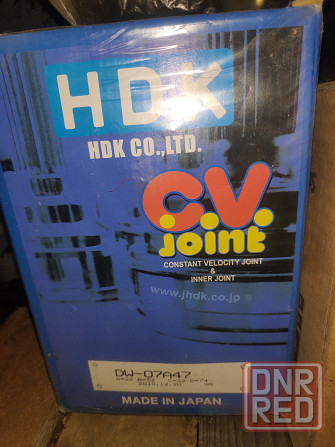 HDK
HDK CO.,LTD.
C.V.
joint
CONSTANT VELOCITY JOINT
&
INNER JOINT
www.jhdk.co.jp
DW-07A47
MADE IN JAPAN
DNR
RED